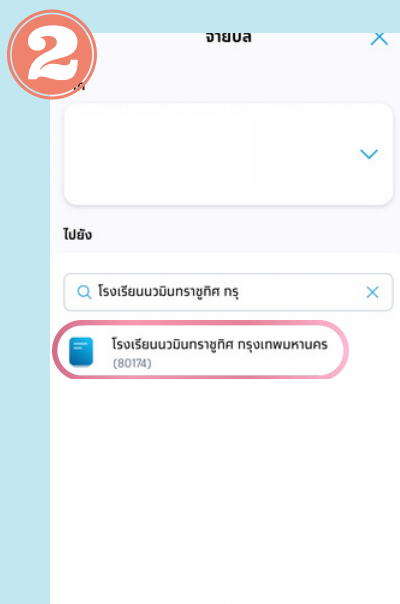 2
จ่ายบิล
ไปยัง
โรงเรียนนวมินทราชูทิศ กรุ
โรงเรียนนวมินทราชูทิศ กรุงเทพมหานคร
(80174)